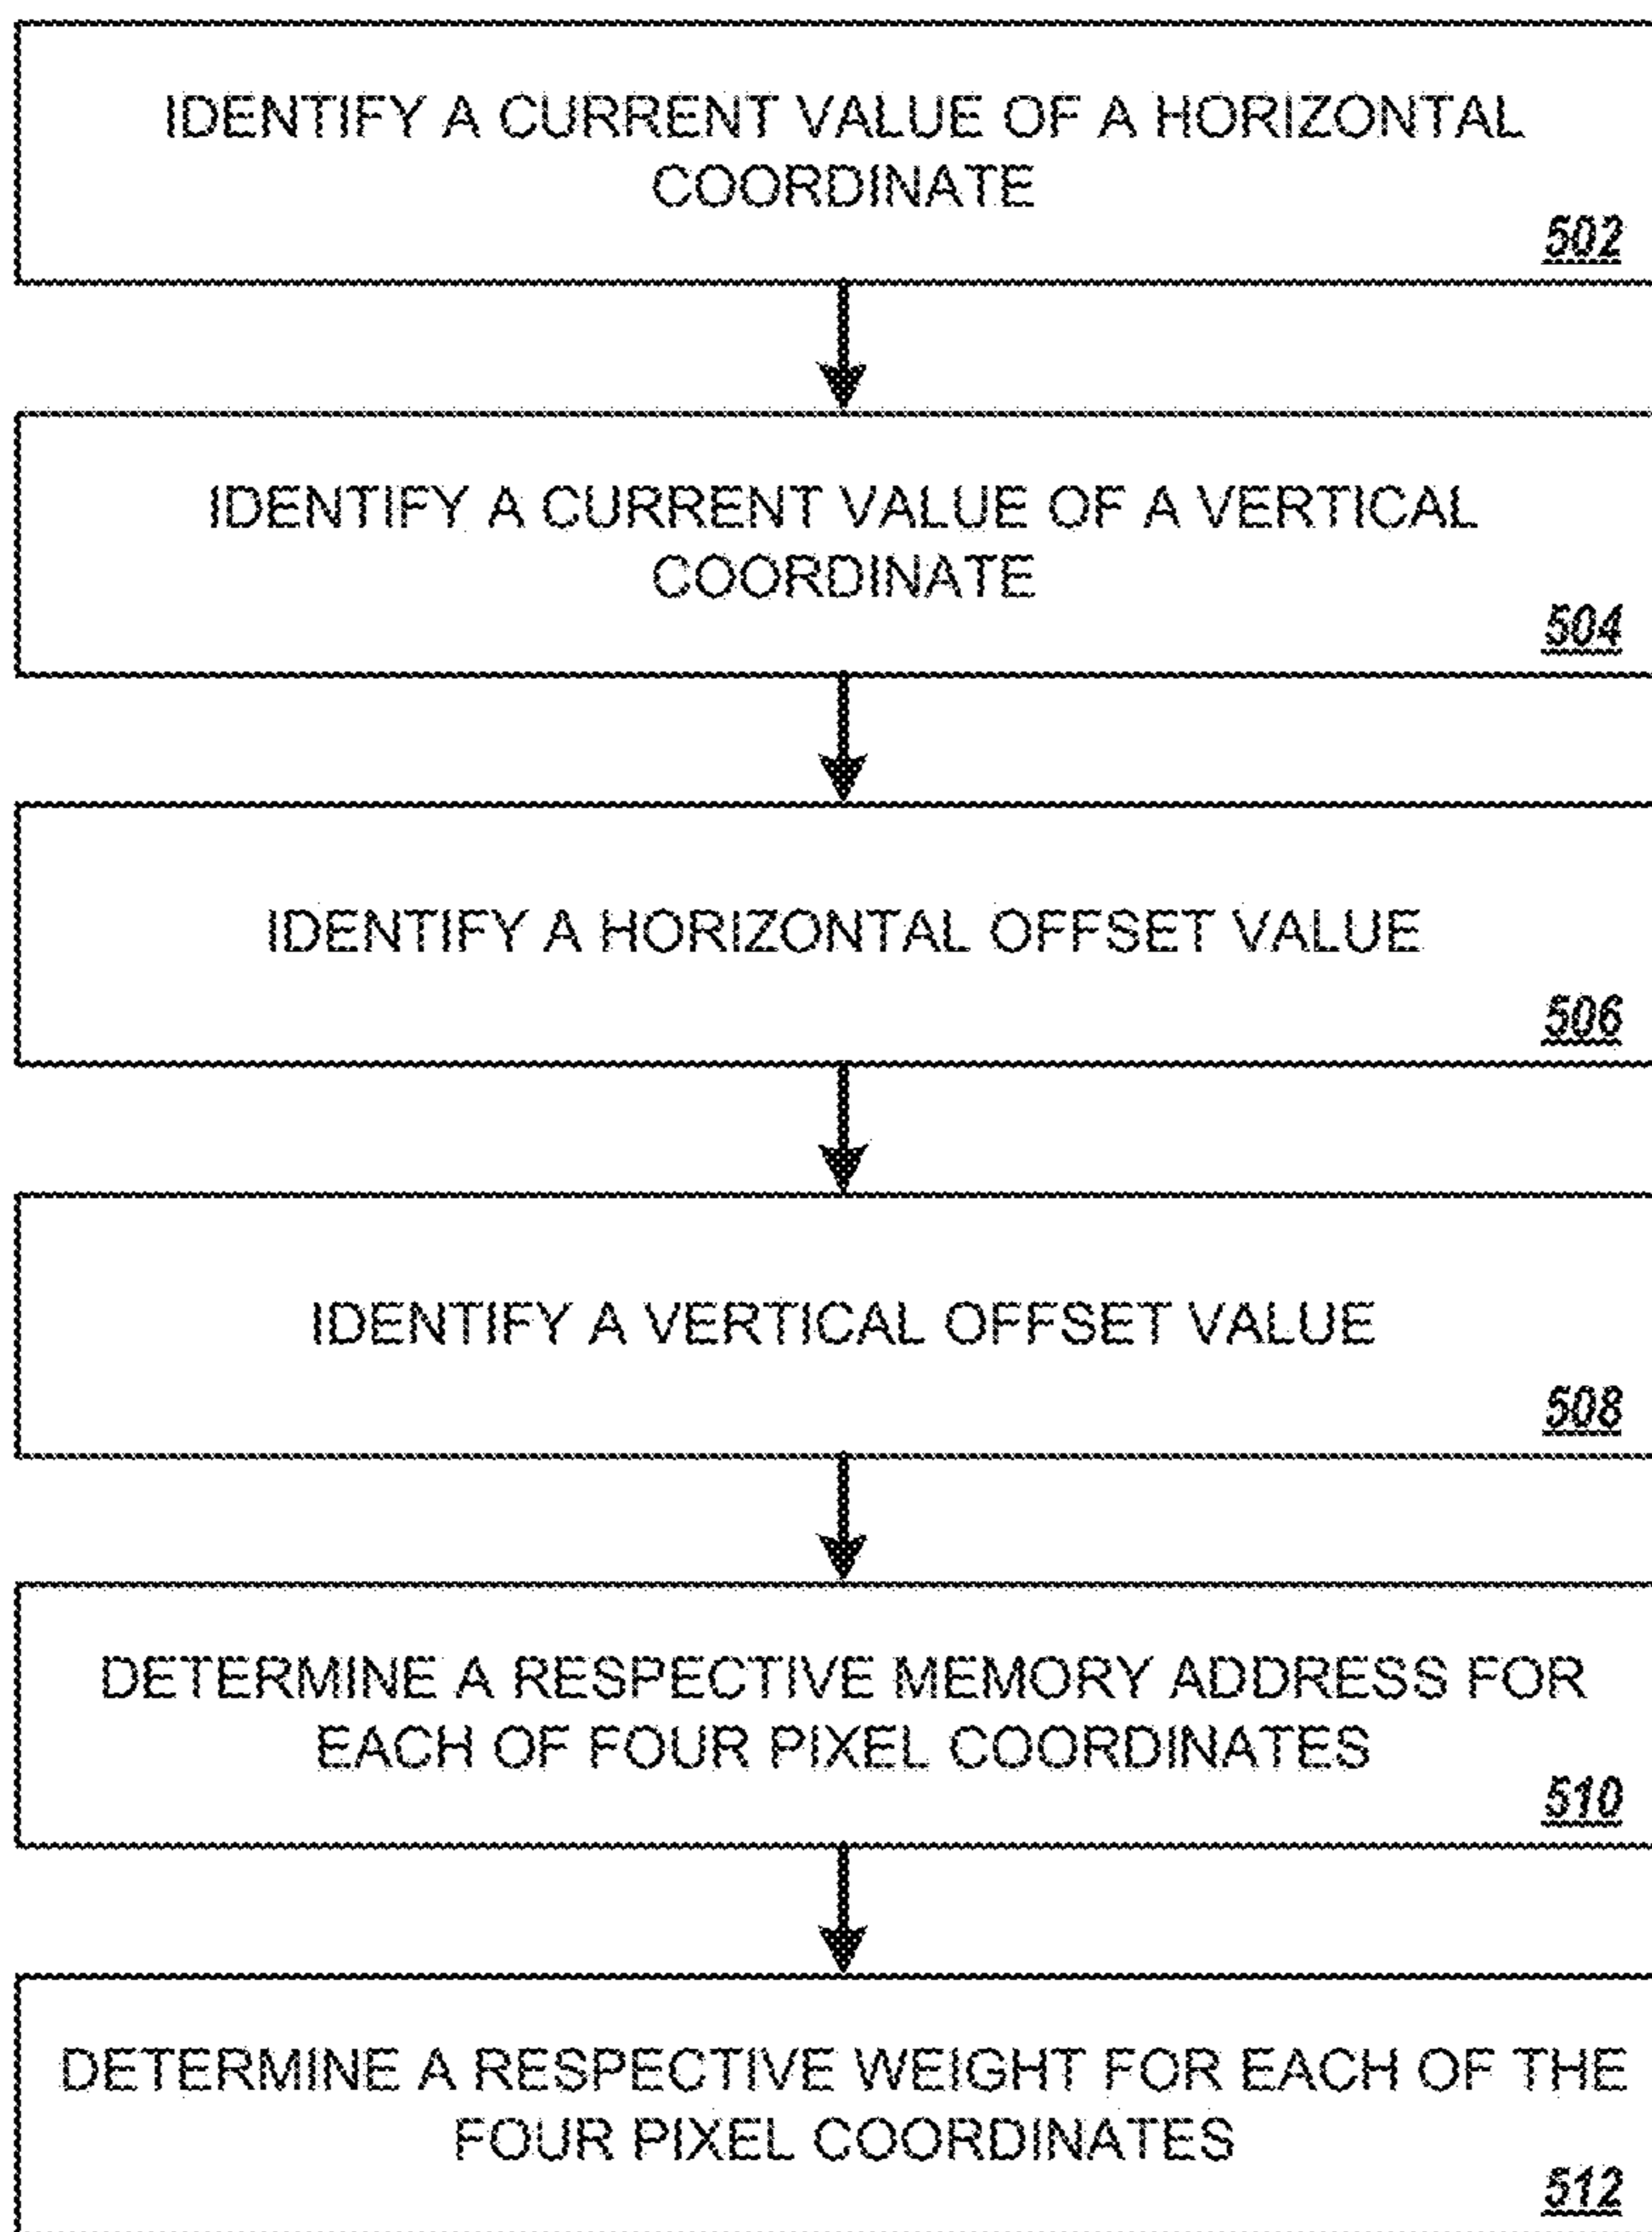 IDENTIFY A CURRENT VALUE OF A HORIZONTAL
COORDINATE
502
IDENTIFY A CURRENT VALUE OF A VERTICAL
COORDINATE
504
IDENTIFY A HORIZONTAL OFFSET VALUE
506
IDENTIFY A VERTICAL OFFSET VALUE
508
DETERMINE A RESPECTIVE MEMORY ADDRESS FOR
EACH OF FOUR PIXEL COORDINATES
510
DETERMINE A RESPECTIVE WEIGHT FOR EACH OF THE
FOUR PIXEL COORDINATES
512